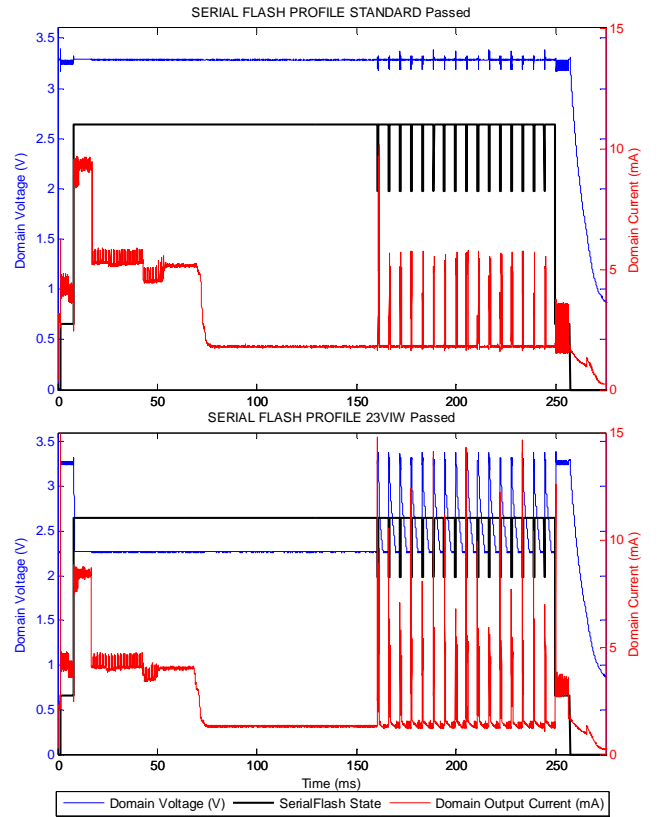 SERIAL FLASH PROFILE STANDARD Passed
3.5
3
2.5
2
1.5
1
0.5
0
Domain Voltage (V)
15
10
5
0
Domain Current (mA)
0 50 100 150 200 250
SERIAL FLASH PROFILE 23VIW Passed
3.5
3
2.5
2
1.5
1
0.5
0
Domain Voltage (V)
15
10
5
0
Domain Current (mA)
0 50 100 150 200 250
Time (ms)
Domain Voltage (V) SerialFlash State Domain Output Current (mA)